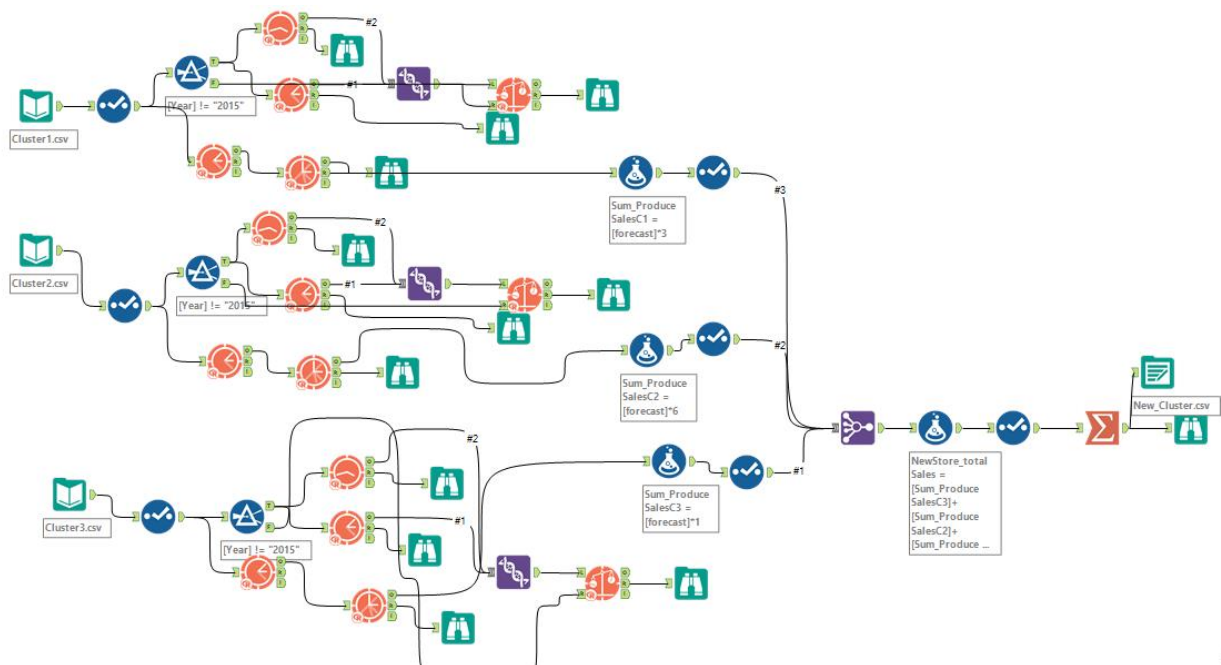 #2
#1
[Year] != "2015"
Cluster1.csv
#3
Sum_Produce
SalesC1 =
[forecast]*3
#2
#1
Cluster2.csv
[Year] != "2015"
#2
Sum_Produce
SalesC2 =
[forecast]*6
New_Cluster.csv
#2
#1
NewStore_total
Sales =
[Sum_Produce
SalesC3]+
[Sum_Produce
SalesC2]+
[Sum_Produce ...
Sum_Produce
SalesC3 =
[forecast]*1
#1
Cluster3.csv
[Year] != "2015"